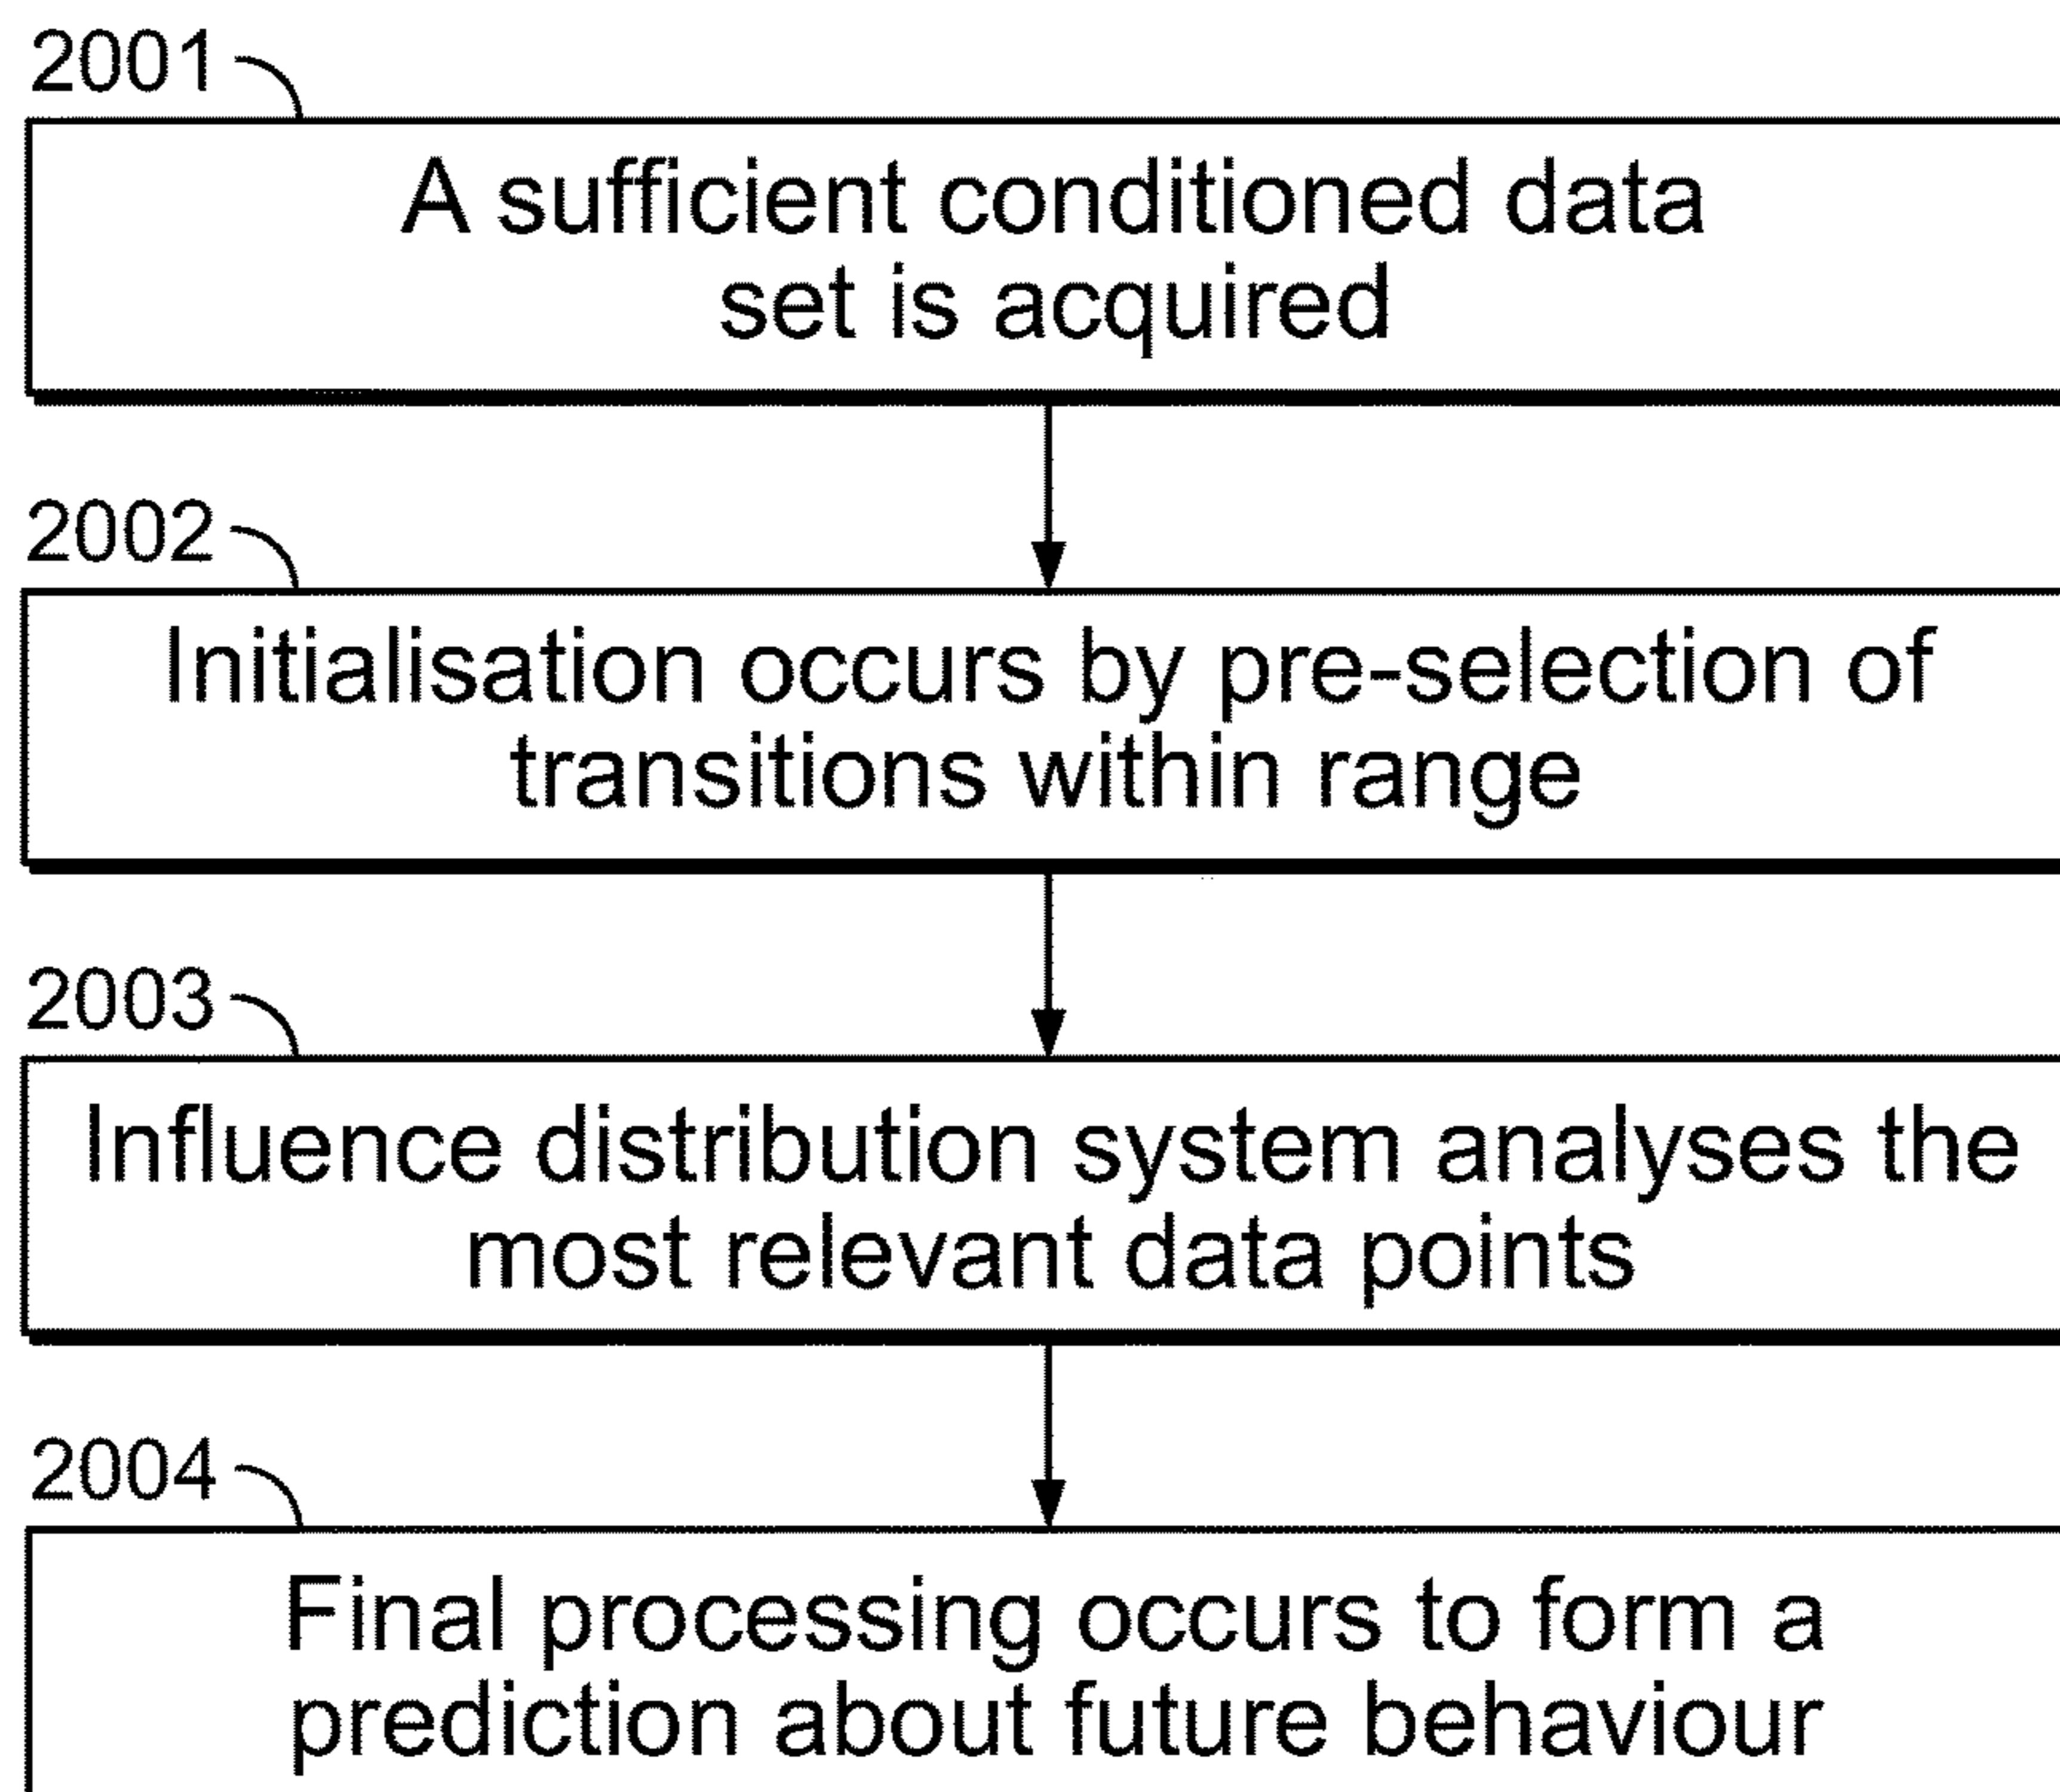 2001
A sufficient conditioned data
set is acquired
2002
Initialisation occurs by pre-selection of
transitions within range
2003
Influence distribution system analyses the
most relevant data points
2004
Final processing occurs to form a
prediction about future behaviour